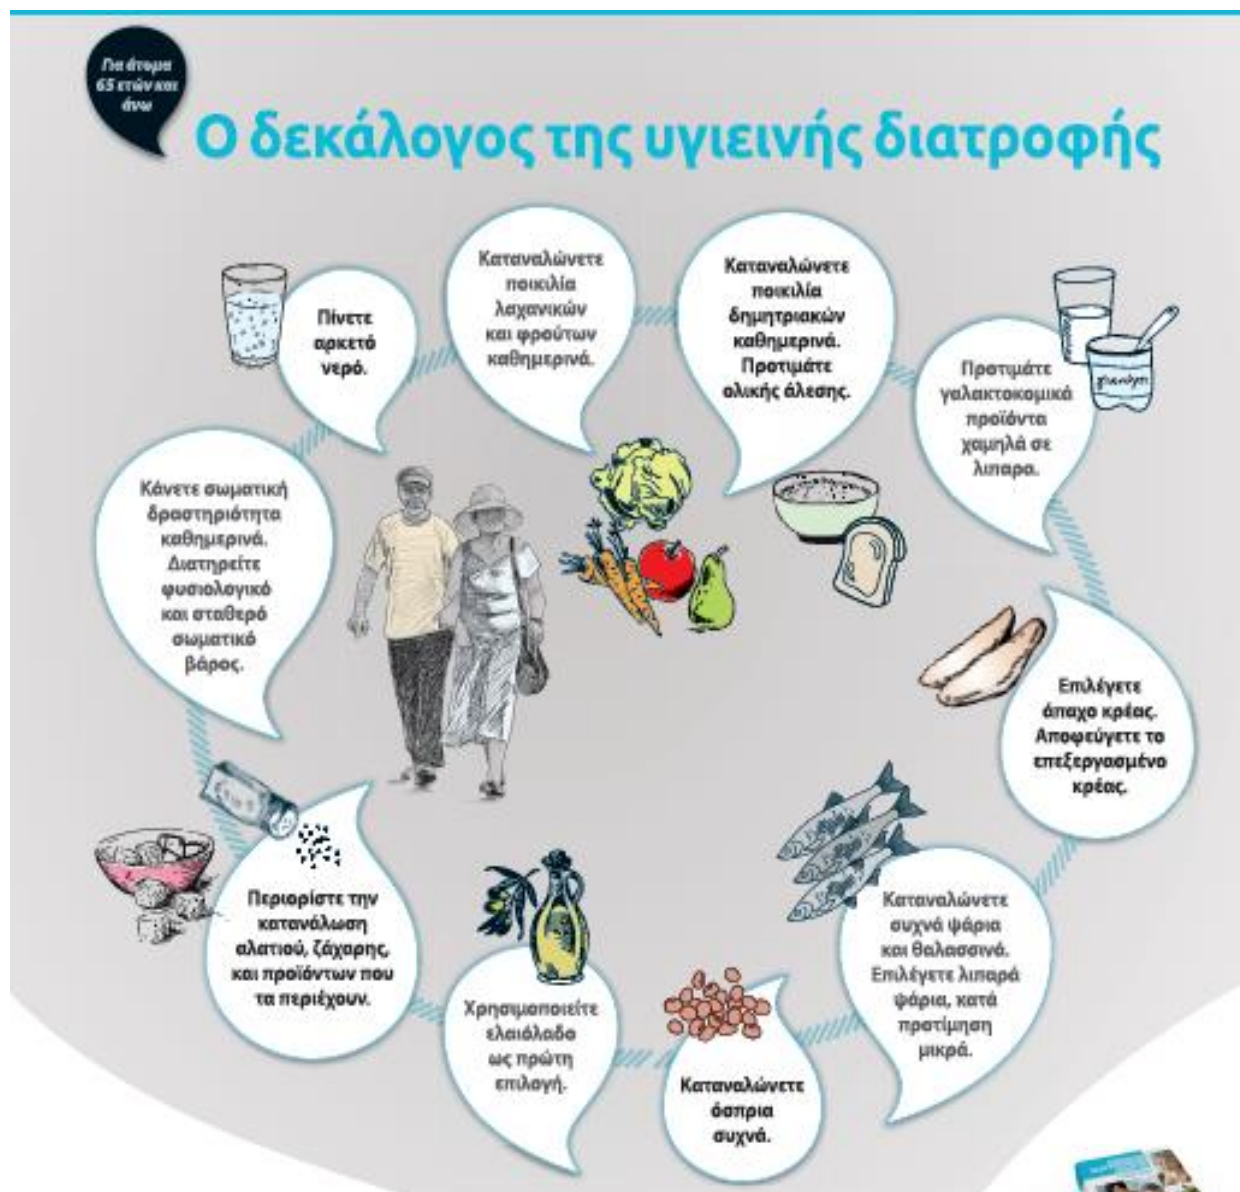 Για άτομα
65 ετών και
άνω
Ο δεκάλογος της υγιεινής διατροφής
Καταναλώνετε
ποικιλία
λαχανικών
και φρούτων
καθημερινά.
Καταναλώνετε
ποικιλία
δημητριακών
καθημερινά.
Προτιμάτε
ολικής άλεσης.
Προτιμάτε
γαλακτοκομικά
προϊόντα
χαμηλά σε
λιπαρα.
Επιλέγετε
άπαχο κρέας.
Αποφεύγετε το
επεξεργασμένο
κρέας.
Καταναλώνετε
συχνά ψάρια
και θαλασσινά.
Επιλέγετε λιπαρά
ψάρια, κατά
προτίμηση
μικρά.
Καταναλώνετε
όσπρια
συχνά.
Χρησιμοποιείτε
ελαιόλαδο
ως πρώτη
επιλογή.
Περιορίστε την
κατανάλωση
αλατιού, ζάχαρης,
και προϊόντων που
τα περιέχουν.
Κάνετε σωματική
δραστηριότητα
καθημερινά.
Διατηρείτε
φυσιολογικό
και σταθερό
σωματικό
βάρος.
Πίνετε
αρκετό
νερό.